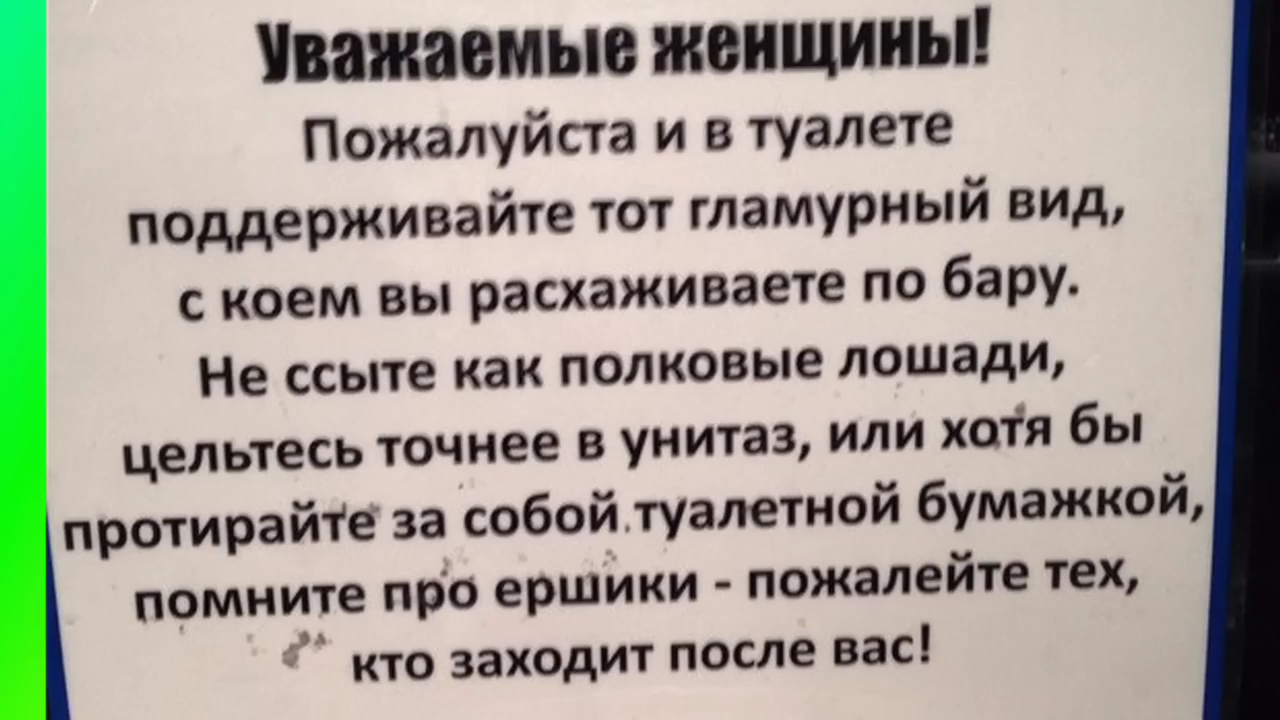 Уважаемые женщины!
Пожалуйста и в туалете
поддерживайте тот гламурный вид,
с коем вы расхаживаете по бару.
Не ссыте как полковые лошади,
цельтесь точнее в унитаз, или хотя бы
протирайте за собой туалетной бумажкой,
помните про ершики - пожалейте тех,
кто заходит после вас!